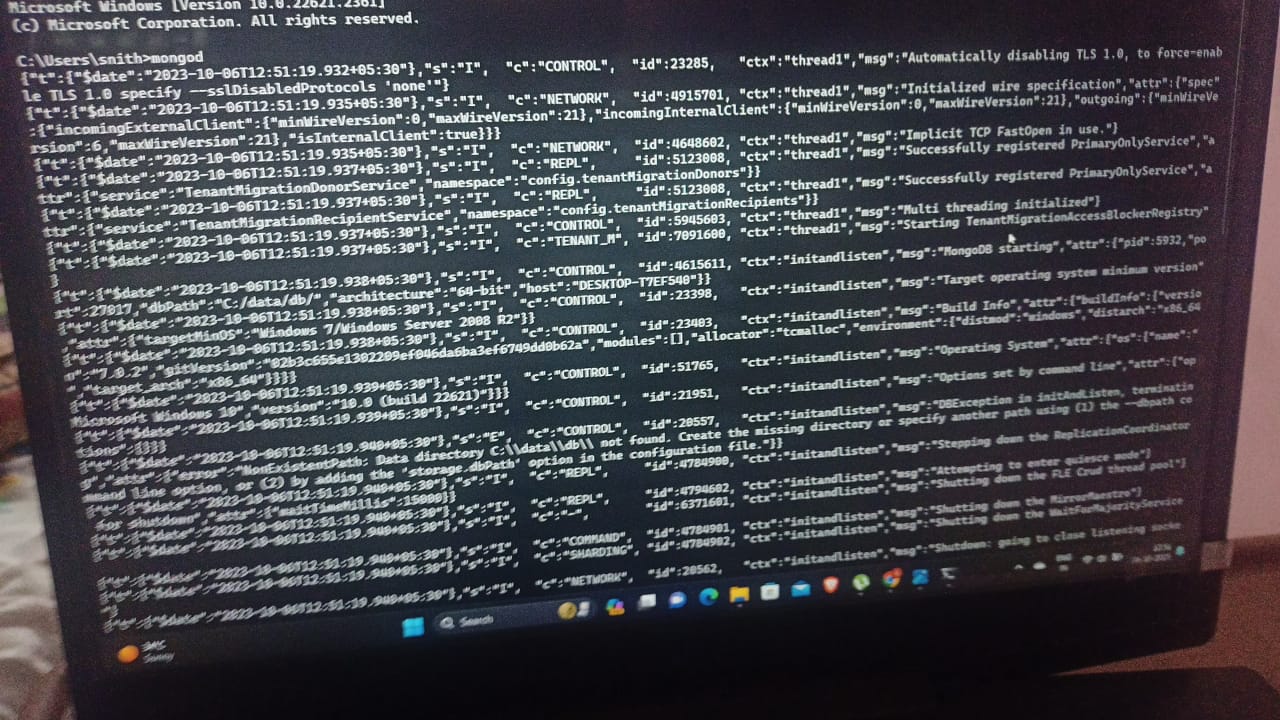 Microsoft Windows [Version 10.0.22621.2361]
(c) Microsoft Corporation. All rights reserved.
C:\Users\snith>mongod
{"t":{"$date":"2023-10-06T12:51:19.932+05:30"},"s":"I", "c":"CONTROL", "id":23285, "ctx":"thread1","msg":"Automatically disabling TLS 1.0, to force-enab
le TLS 1.0 specify --sslDisabledProtocols 'none'"}
{"t":{"$date":"2023-10-06T12:51:19.935+05:30"},"s":"I", "c":"NETWORK", "id":4915701, "ctx":"thread1","msg":"Initialized wire specification","attr":{"spec"
:{"incomingExternalClient":{"minWireVersion":0,"maxWireVersion":21},"incomingInternalClient":{"minWireVersion":0,"maxWireVersion":21},"outgoing":{"minWireVe
rsion":6,"maxWireVersion":21},"isInternalClient":true}}}
{"t":{"$date":"2023-10-06T12:51:19.935+05:30"},"s":"I", "c":"NETWORK", "id":4648602, "ctx":"thread1","msg":"Implicit TCP FastOpen in use."}
{"t":{"$date":"2023-10-06T12:51:19.937+05:30"},"s":"I", "c":"REPL", "id":5123008, "ctx":"thread1","msg":"Successfully registered PrimaryOnlyService","a
ttr":{"service":"TenantMigrationDonorService","namespace":"config.tenantMigrationDonors"}}
{"t":{"$date":"2023-10-06T12:51:19.937+05:30"},"s":"I", "c":"REPL", "id":5123008, "ctx":"thread1","msg":"Successfully registered PrimaryOnlyService","a
ttr":{"service":"TenantMigrationRecipientService","namespace":"config.tenantMigrationRecipients"}}
{"t":{"$date":"2023-10-06T12:51:19.937+05:30"},"s":"I", "c":"CONTROL", "id":5945603, "ctx":"thread1","msg":"Multi threading initialized"}
{"t":{"$date":"2023-10-06T12:51:19.937+05:30"},"s":"I", "c":"TENANT_M", "id":7091600, "ctx":"thread1","msg":"Starting TenantMigrationAccessBlockerRegistry"
}
{"t":{"$date":"2023-10-06T12:51:19.938+05:30"},"s":"I", "c":"CONTROL", "id":4615611, "ctx":"initandlisten","msg":"MongoDB starting","attr":{"pid":5932,"po
rt":27017,"dbPath":"C:/data/db/","architecture":"64-bit","host":"DESKTOP-T7EF540"}}
{"t":{"$date":"2023-10-06T12:51:19.938+05:30"},"s":"I", "c":"CONTROL", "id":23398, "ctx":"initandlisten","msg":"Target operating system minimum version"
,"attr":{"targetMinOS":"Windows 7/Windows Server 2008 R2"}}
{"t":{"$date":"2023-10-06T12:51:19.938+05:30"},"s":"I", "c":"CONTROL", "id":23403, "ctx":"initandlisten","msg":"Build Info","attr":{"buildInfo":{"versio
n":"7.0.2","gitVersion":"02b3c655e1302209ef046da6ba3ef6749dd0b62a","modules":[],"allocator":"tcmalloc","environment":{"distmod":"windows","distarch":"x86_64
","target_arch":"x86_64"}}}}
{"t":{"$date":"2023-10-06T12:51:19.939+05:30"},"s":"I", "c":"CONTROL", "id":51765, "ctx":"initandlisten","msg":"Operating System","attr":{"os":{"name":"
Microsoft Windows 10","version":"10.0 (build 22621)"}}}
{"t":{"$date":"2023-10-06T12:51:19.939+05:30"},"s":"I", "c":"CONTROL", "id":21951, "ctx":"initandlisten","msg":"Options set by command line","attr":{"op
tions":{}}}
{"t":{"$date":"2023-10-06T12:51:19.940+05:30"},"s":"E", "c":"CONTROL", "id":20557, "ctx":"initandlisten","msg":"DBException in initAndListen, terminatin
g","attr":{"error":"NonExistentPath: Data directory C:\\data\\db\\ not found. Create the missing directory or specify another path using (1) the --dbpath co
mmand line option, or (2) by adding the 'storage.dbPath' option in the configuration file."}}
{"t":{"$date":"2023-10-06T12:51:19.940+05:30"},"s":"I", "c":"REPL", "id":4784900, "ctx":"initandlisten","msg":"Stepping down the ReplicationCoordinator
for shutdown","attr":{"waitTimeMillis":15000}}
{"t":{"$date":"2023-10-06T12:51:19.940+05:30"},"s":"I", "c":"REPL", "id":4794602, "ctx":"initandlisten","msg":"Attempting to enter quiesce mode"}
{"t":{"$date":"2023-10-06T12:51:19.940+05:30"},"s":"I", "c":"-", "id":6371601, "ctx":"initandlisten","msg":"Shutting down the FLE Crud thread pool"}
{"t":{"$date":"2023-10-06T12:51:19.940+05:30"},"s":"I", "c":"COMMAND", "id":4784901, "ctx":"initandlisten","msg":"Shutting down the MirrorMaestro"}
{"t":{"$date":"2023-10-06T12:51:19.940+05:30"},"s":"I", "c":"SHARDING", "id":4784902, "ctx":"initandlisten","msg":"Shutting down the WaitForMajorityService
"}
{"t":{"$date":"2023-10-06T12:51:19.940+05:30"},"s":"I", "c":"NETWORK", "id":20562, "ctx":"initandlisten","msg":"Shutdown: going to close listening socke
Search
Sunny